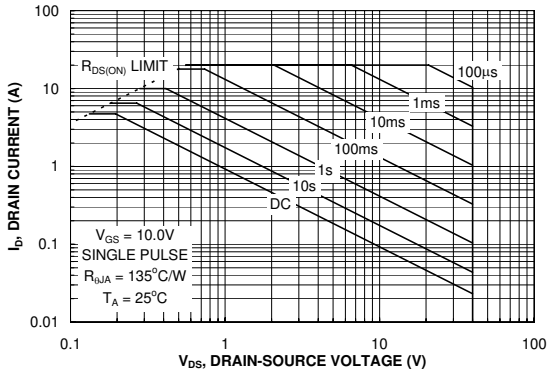 100
10
1
0.1
0.01
I_D, DRAIN CURRENT (A)
R_DS(ON) LIMIT
100µs
1ms
10ms
100ms
1s
10s
DC
V_GS = 10.0V
SINGLE PULSE
R_θJA = 135°C/W
T_A = 25°C
0.1
1
10
100
V_DS, DRAIN-SOURCE VOLTAGE (V)